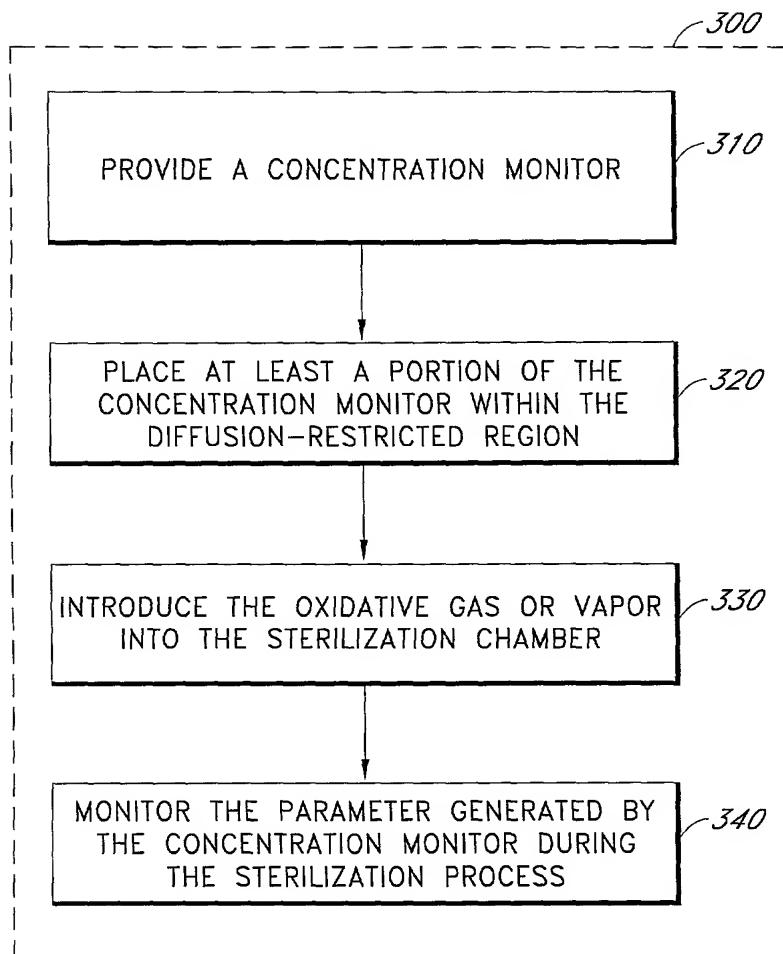 300
PROVIDE A CONCENTRATION MONITOR
310
PLACE AT LEAST A PORTION OF THE
CONCENTRATION MONITOR WITHIN THE
DIFFUSION-RESTRICTED REGION
320
INTRODUCE THE OXIDATIVE GAS OR VAPOR
INTO THE STERILIZATION CHAMBER
330
MONITOR THE PARAMETER GENERATED BY
THE CONCENTRATION MONITOR DURING
THE STERILIZATION PROCESS
340